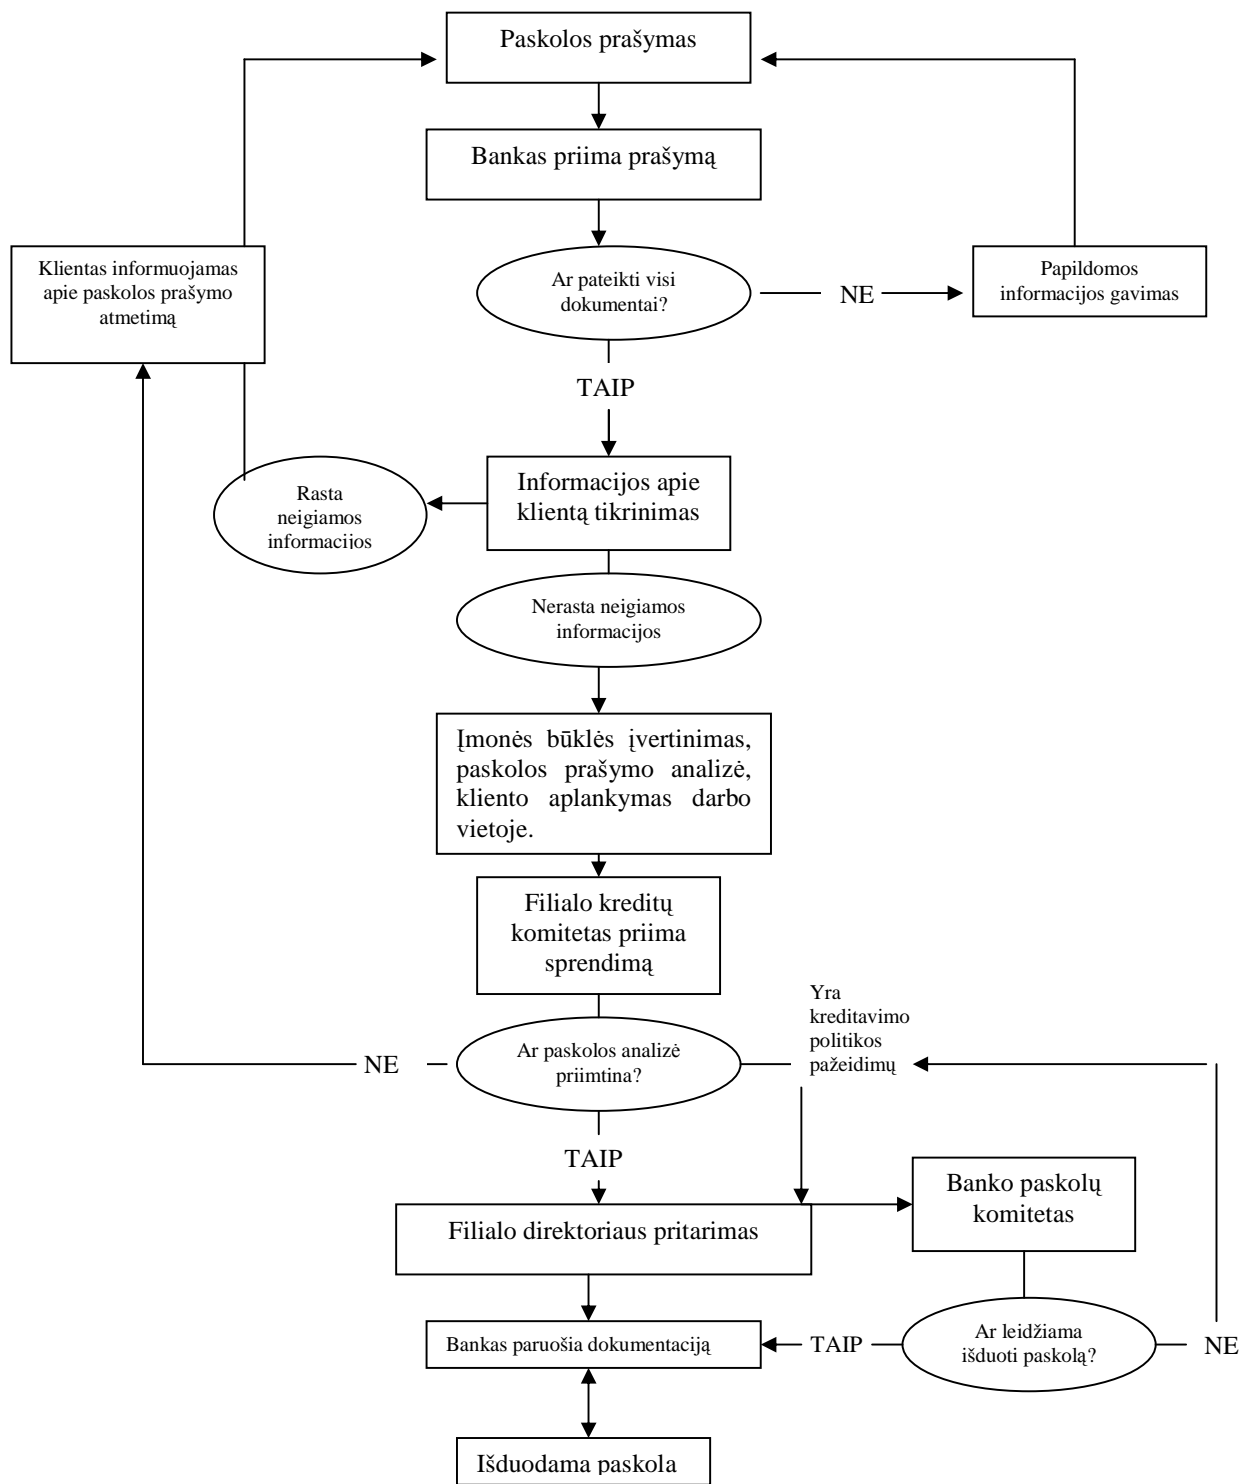 Paskolos prašymas
Bankas priima prašymą
Klientas informuojamas
apie paskolos prašymo
atmetimą
Ar pateikti visi
dokumentai?
NE
Papildomos
informacijos gavimas
TAIP
Rasta
neigiamos
informacijos
Informacijos apie
klientą tikrinimas
Nerasta neigiamos
informacijos
Įmonės būklės įvertinimas,
paskolos prašymo analizė,
kliento aplankymas darbo
vietoje.
Filialo kreditų
komitetas priima
sprendimą
Yra
kreditavimo
politikos
pažeidimų
NE
Ar paskolos analizė
priimtina?
TAIP
Banko paskolų
komitetas
Filialo direktoriaus pritarimas
Bankas paruošia dokumentaciją
TAIP
Ar leidžiama
išduoti paskolą?
NE
Išduodama paskola